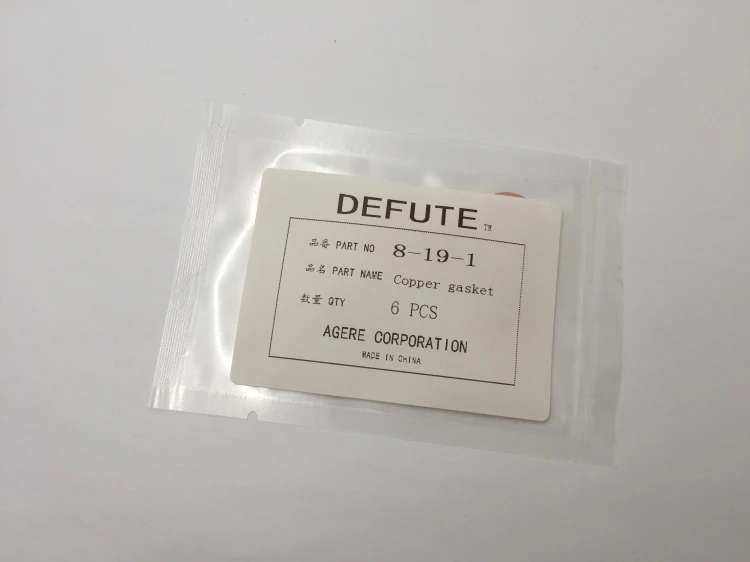 DEFUTE™
品番 PART NO 8-19-1
品名 PART NAME Copper gasket
数量 QTY 6 PCS
AGERE CORPORATION
MADE IN CHINA